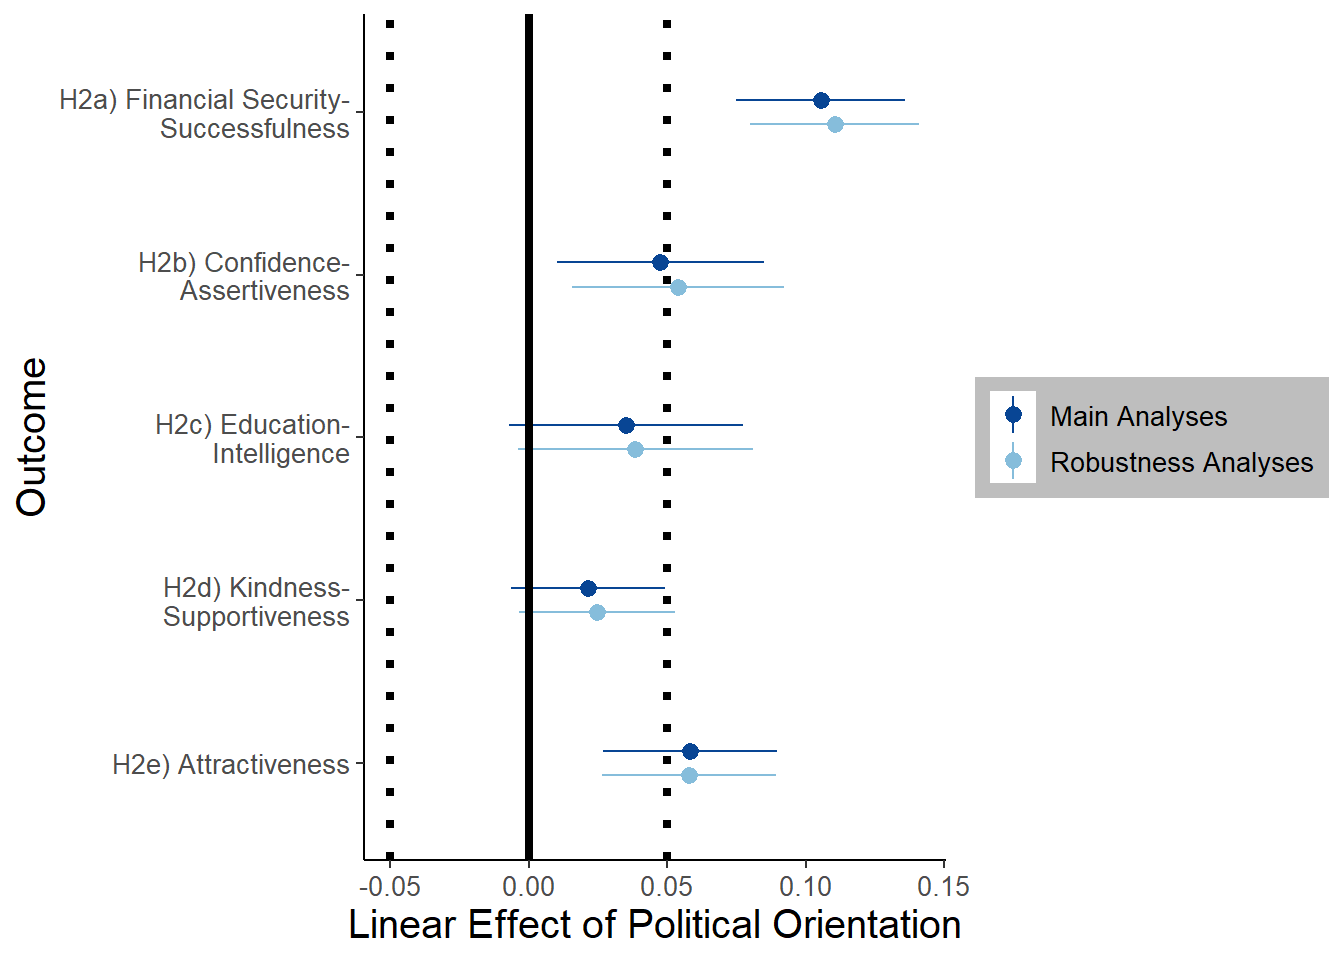 H2a) Financial Security-
Successfulness
H2b) Confidence-
Assertiveness
H2c) Education-
Intelligence
H2d) Kindness-
Supportiveness
H2e) Attractiveness
Outcome
-0.05
0.00
0.05
0.10
0.15
Linear Effect of Political Orientation
Main Analyses
Robustness Analyses